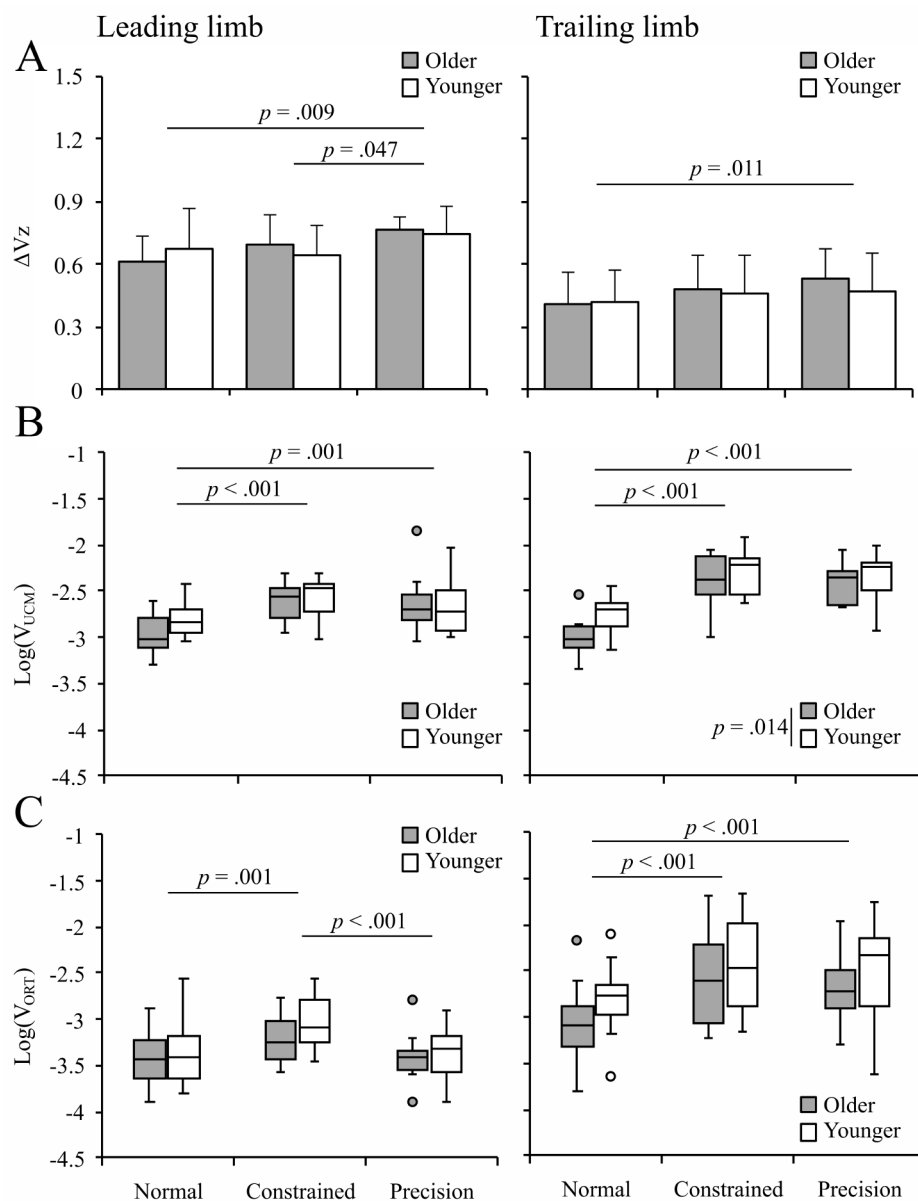 Leading limb
Trailing limb
A
Older
Younger
Older
Younger
1.5
1.2
0.9
0.6
0.3
0
ΔVz
p = .009
p = .047
p = .011
B
-1
-1.5
-2
-2.5
-3
-3.5
-4
-4.5
Log(VUCM)
p = .001
p < .001
Older
Younger
p < .001
p < .001
p = .014
Older
Younger
C
-1
-1.5
-2
-2.5
-3
-3.5
-4
-4.5
Log(VORT)
Older
Younger
p = .001
p < .001
p < .001
p < .001
Older
Younger
Normal Constrained Precision
Normal Constrained Precision